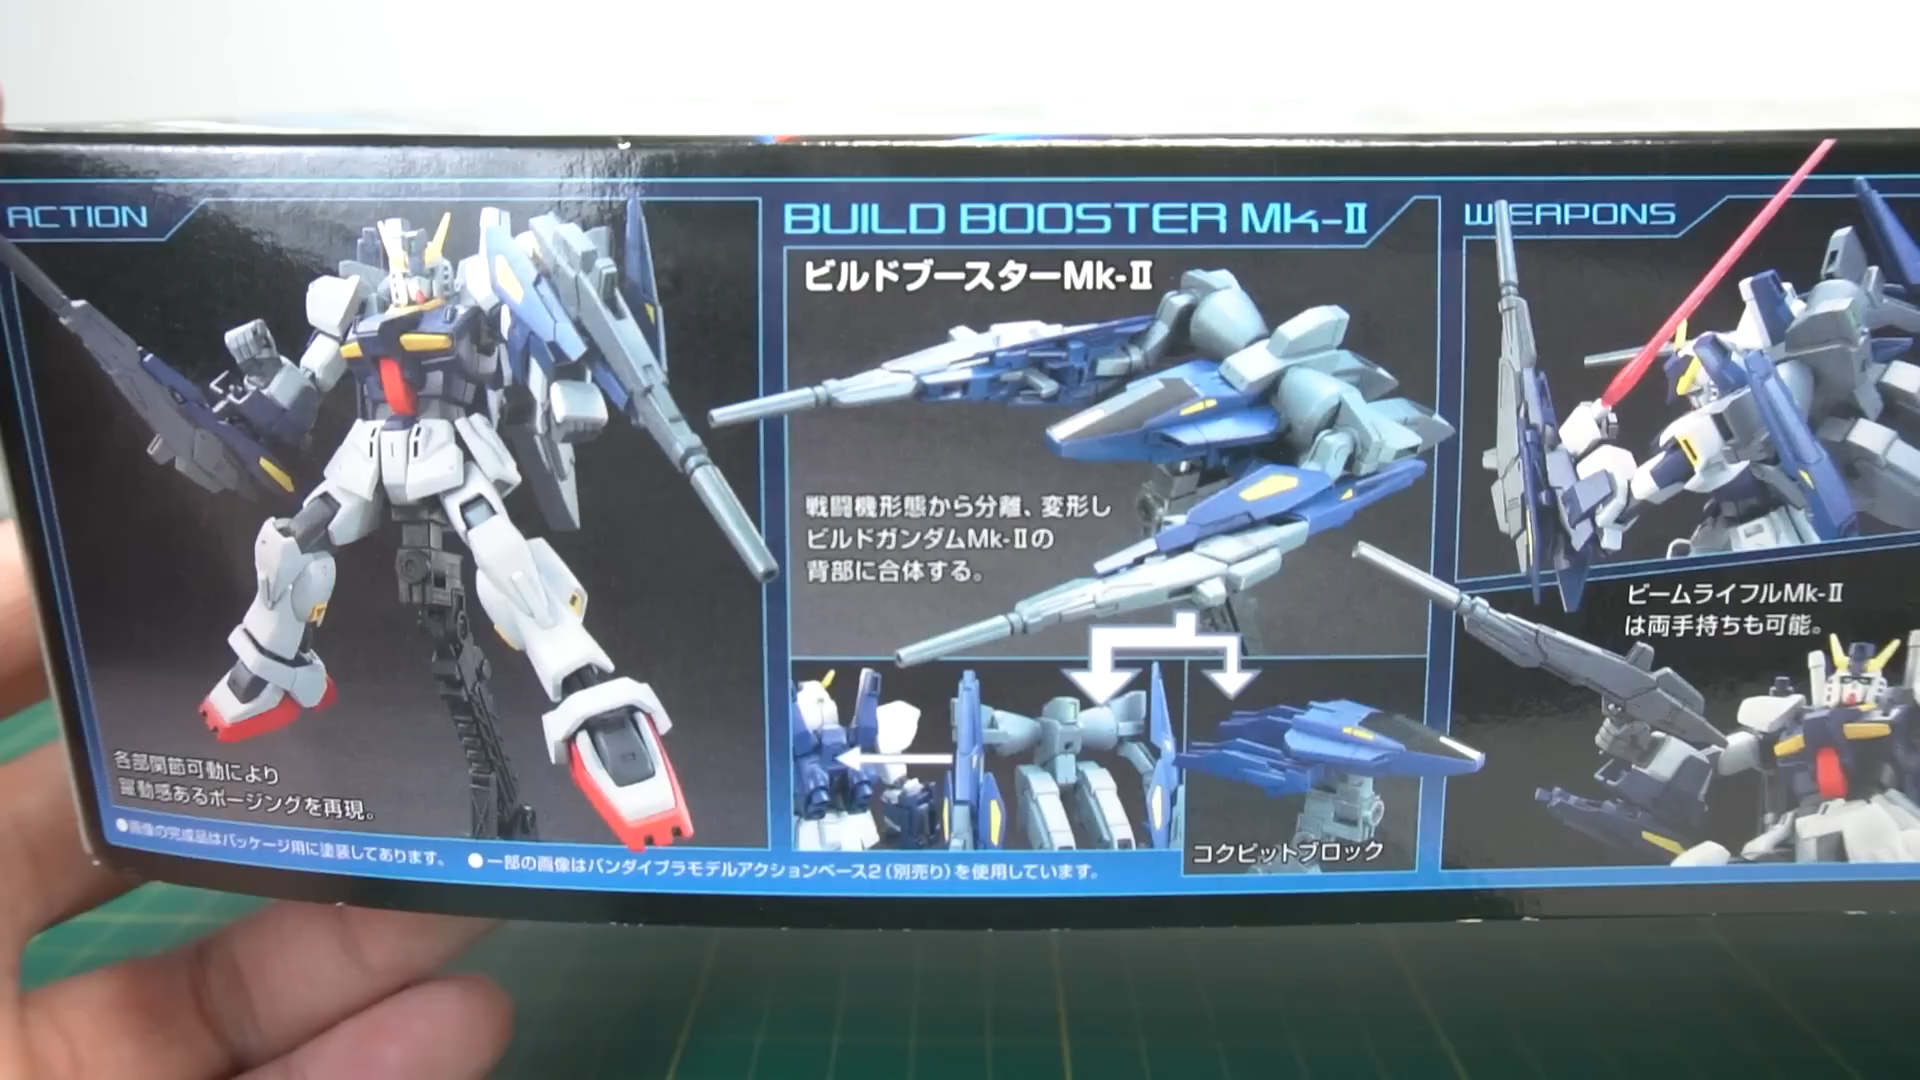 ACTION
各部関節可動により
躍動感あるポージングを再現。
BUILD BOOSTER Mk-Ⅱ
ビルドブースターMk-Ⅱ
戦闘機形態から分離、変形し
ビルドガンダムMk-Ⅱの
背部に合体する。
コクピットブロック
WEAPONS
ビームライフルMk-Ⅱ
は両手持ちも可能。
●画像の完成品はパッケージ用に塗装してあります。 ●一部の画像はバンダイプラモデルアクションベース2（別売り）を使用しています。